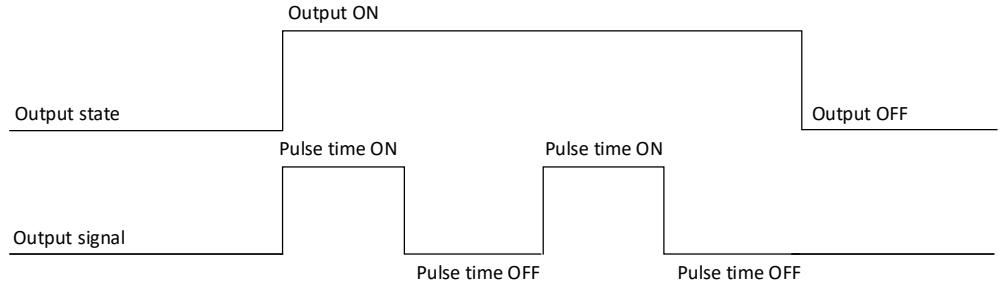 Output ON
Output state
Output OFF
Pulse time ON
Pulse time ON
Output signal
Pulse time OFF
Pulse time OFF